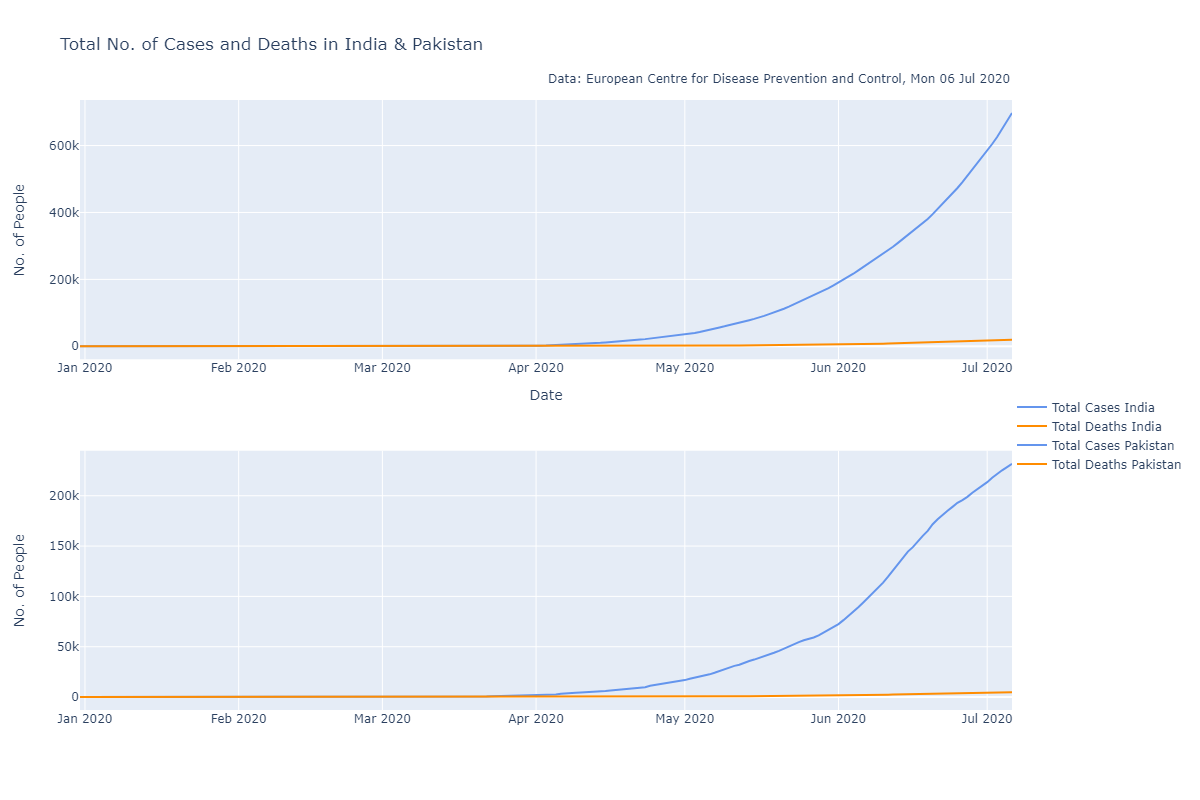 Total No. of Cases and Deaths in India & Pakistan
Data: European Centre for Disease Prevention and Control, Mon 06 Jul 2020
No. of People
600k
400k
200k
0
Jan 2020 Feb 2020 Mar 2020 Apr 2020 May 2020 Jun 2020 Jul 2020
Date
Total Cases India
Total Deaths India
Total Cases Pakistan
Total Deaths Pakistan
No. of People
200k
150k
100k
50k
0
Jan 2020 Feb 2020 Mar 2020 Apr 2020 May 2020 Jun 2020 Jul 2020